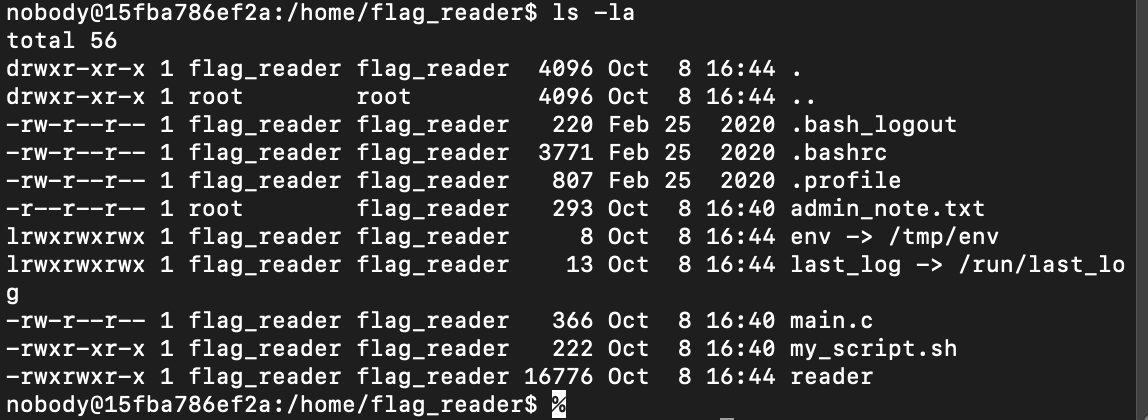 nobody@15fba786ef2a:/home/flag_reader$ ls -la
total 56
drwxr-xr-x 1 flag_reader flag_reader  4096 Oct  8 16:44 .
drwxr-xr-x 1 root        root         4096 Oct  8 16:44 ..
-rw-r--r-- 1 flag_reader flag_reader   220 Feb 25  2020 .bash_logout
-rw-r--r-- 1 flag_reader flag_reader  3771 Feb 25  2020 .bashrc
-rw-r--r-- 1 flag_reader flag_reader   807 Feb 25  2020 .profile
-r--r--r-- 1 root        flag_reader   293 Oct  8 16:40 admin_note.txt
lrwxrwxrwx 1 flag_reader flag_reader     8 Oct  8 16:44 env -> /tmp/env
lrwxrwxrwx 1 flag_reader flag_reader    13 Oct  8 16:44 last_log -> /run/last_lo
g
-rw-r--r-- 1 flag_reader flag_reader   366 Oct  8 16:40 main.c
-rwxr-xr-x 1 flag_reader flag_reader   222 Oct  8 16:40 my_script.sh
-rwxrwxr-x 1 flag_reader flag_reader 16776 Oct  8 16:44 reader
nobody@15fba786ef2a:/home/flag_reader$ %